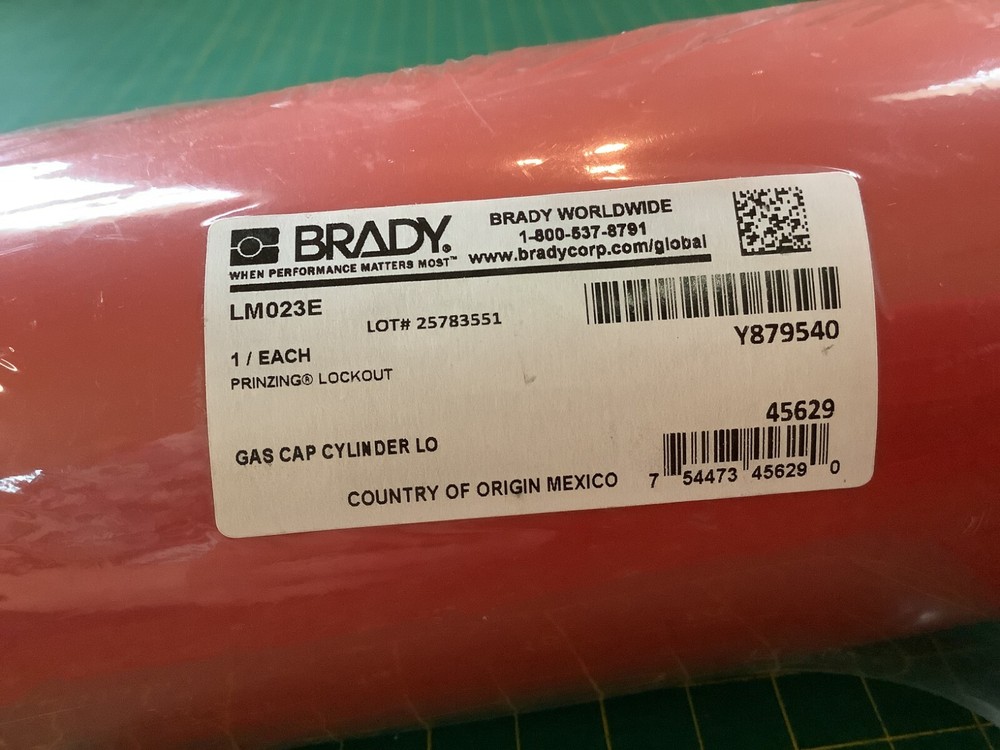 BRADY®
WHEN PERFORMANCE MATTERS MOST™
BRADY WORLDWIDE
1-800-537-8791
www.bradycorp.com/global
LM023E
LOT# 25783551
Y879540
1 / EACH
PRINZING® LOCKOUT
45629
GAS CAP CYLINDER LO
COUNTRY OF ORIGIN MEXICO
7 54473 45629 0